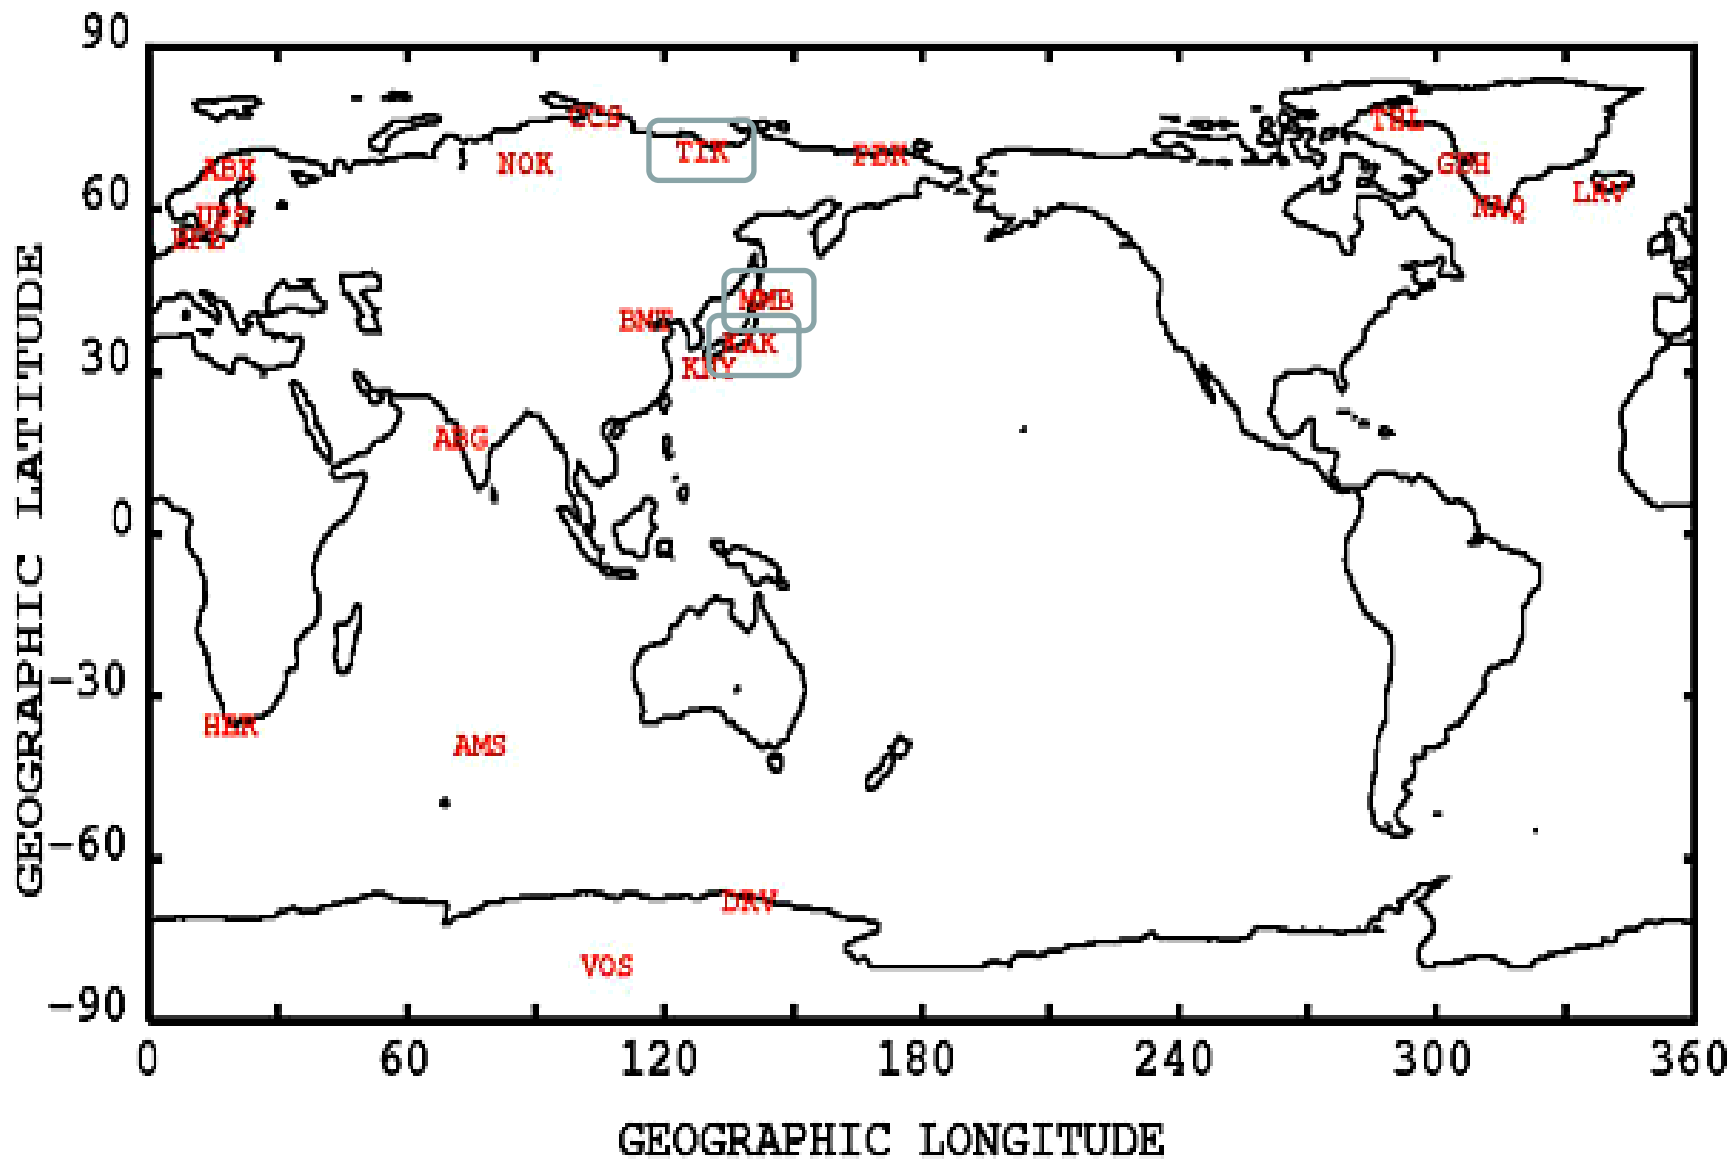 90
60
30
0
-30
-60
-90
GEOGRAPHIC LATITUDE
CCS
THL
TIK
PBK
ABK
NOK
GDH
LRV
NAQ
UPS
MMB
BMT
KAK
KNY
ABG
HER
AMS
DRV
VOS
0 60 120 180 240 300 360
GEOGRAPHIC LONGITUDE